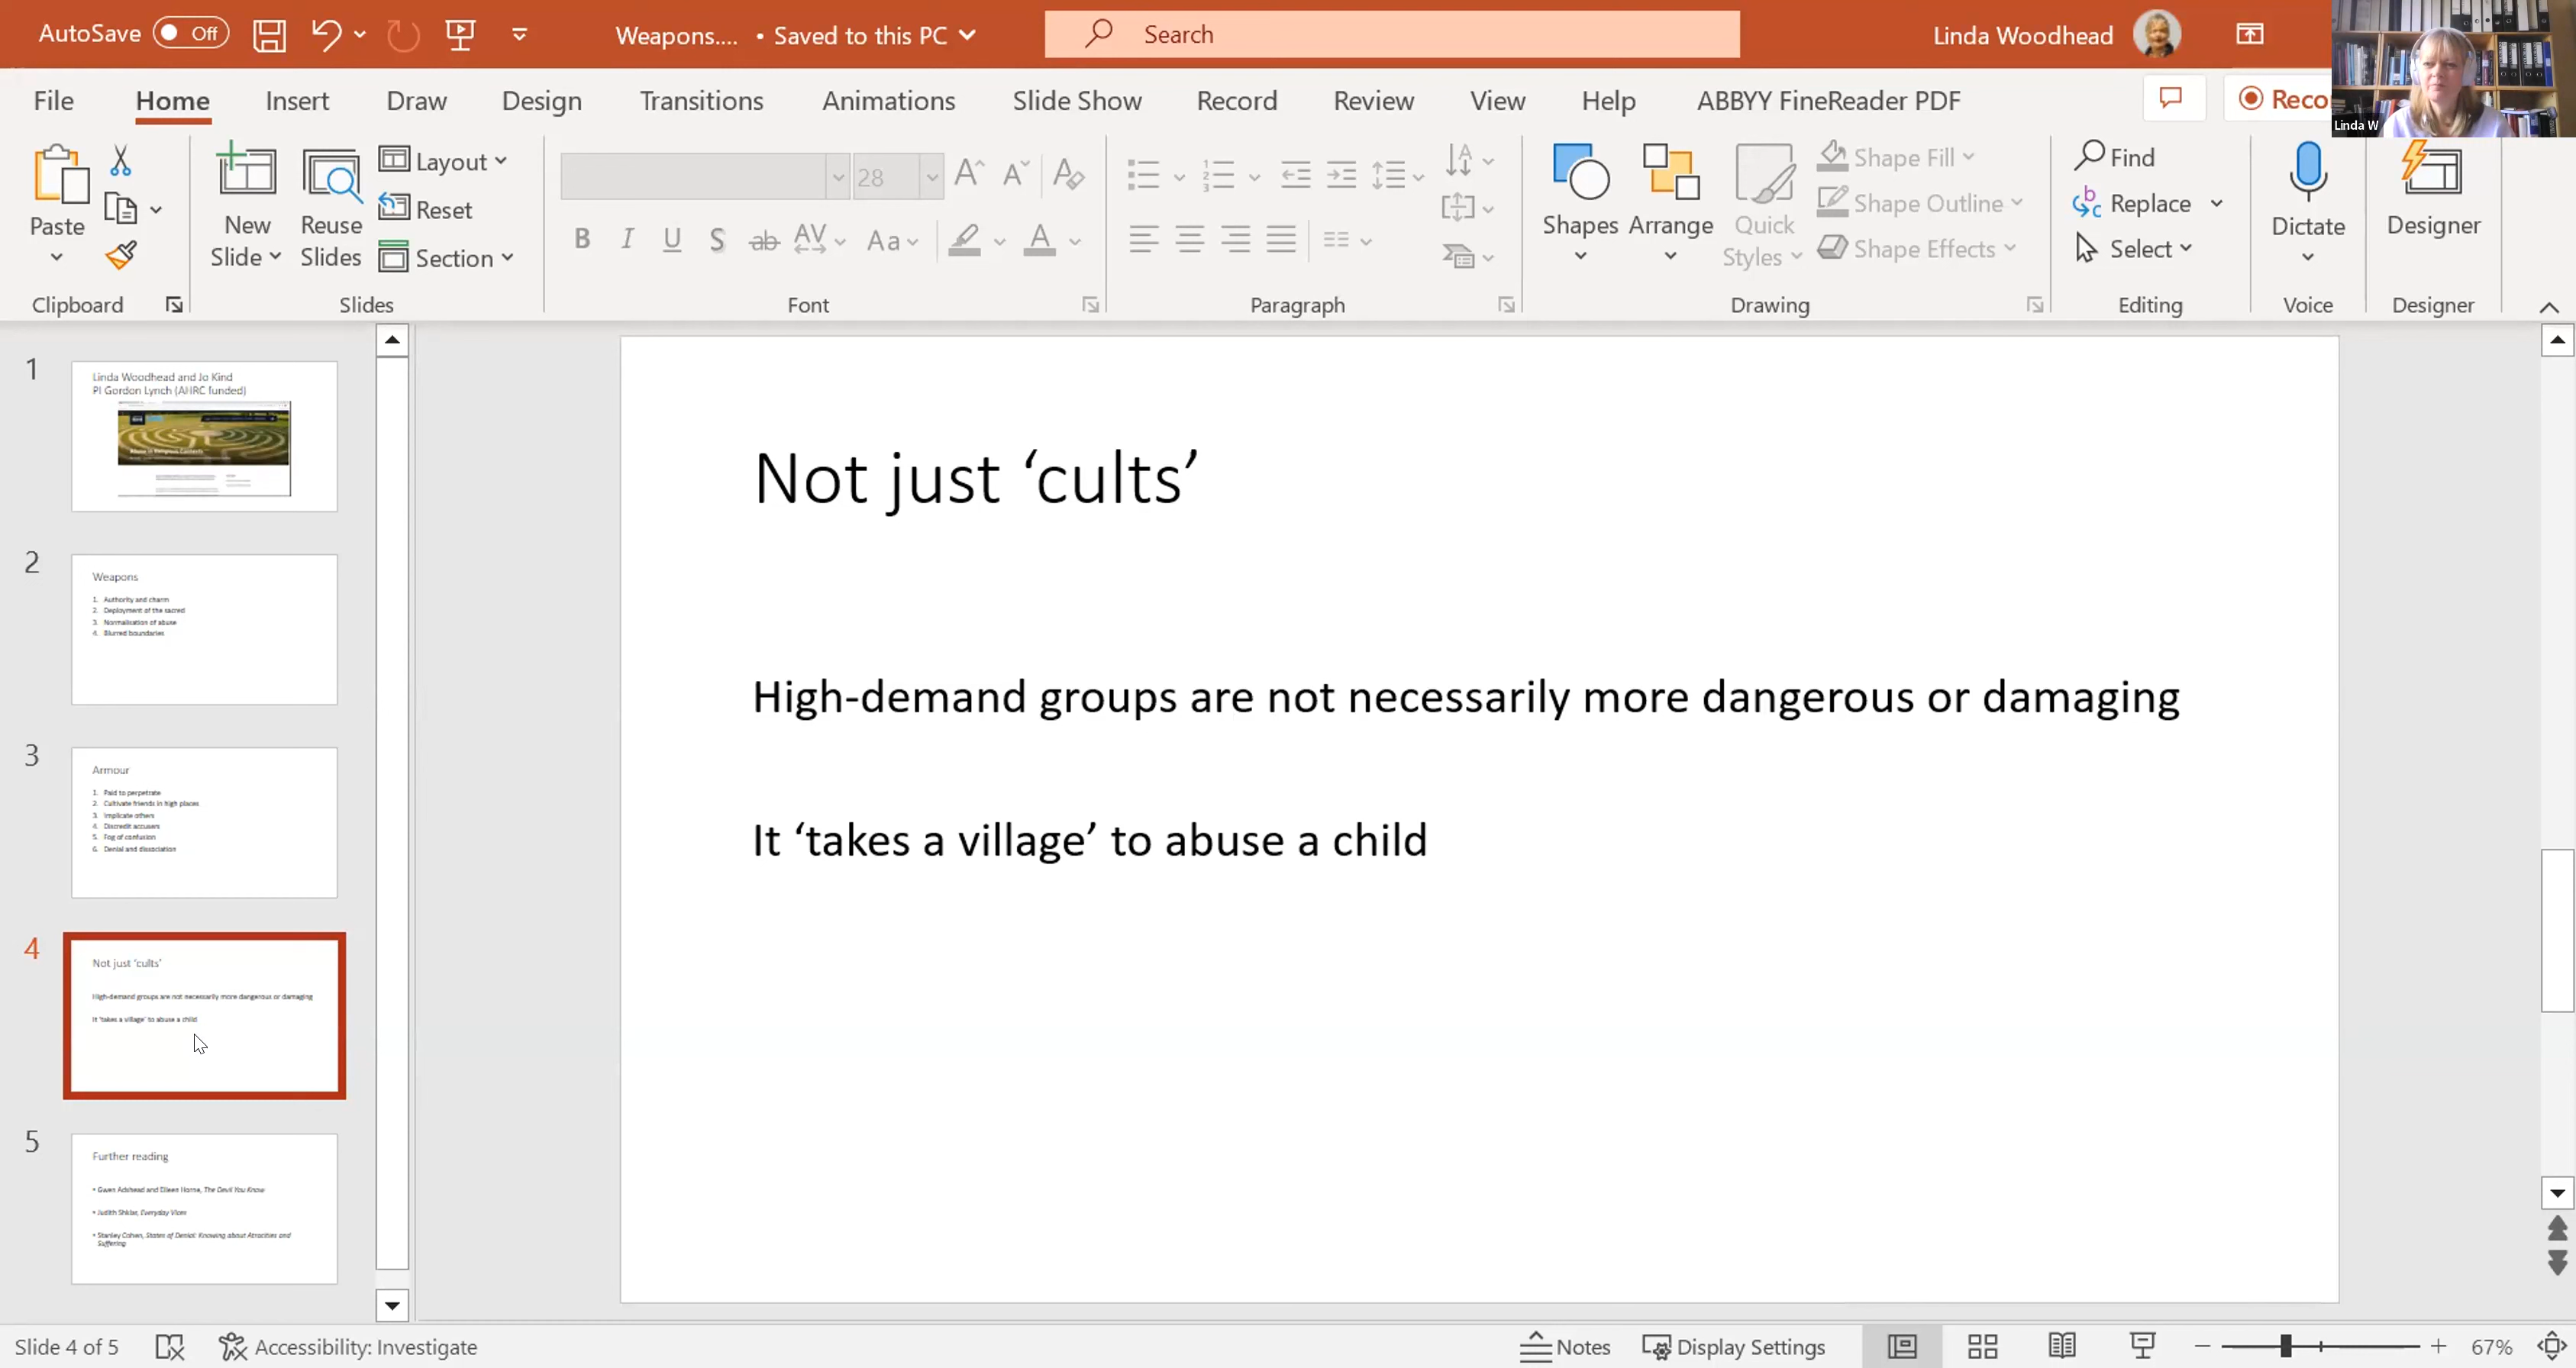 AutoSave Off Weapons.... • Saved to this PC Search Linda Woodhead
File Home Insert Draw Design Transitions Animations Slide Show Record Review View Help ABBYY FineReader PDF Reco
Linda W
Paste
Clipboard
New Slide
Reuse Slides
Layout
Reset
Section
Slides
28
B I U S ab AV Aa A
Font
Paragraph
Shapes Arrange Quick Styles
Shape Fill
Shape Outline
Shape Effects
Drawing
Find
Replace
Select
Editing
Dictate
Voice
Designer
Designer
1
Linda Woodhead and Jo Kind
PI Gordon Lynch (AHRC funded)
2
Weapons
1. Authority and charm
2. Deployment of the sacred
3. Normalisation of abuse
4. Blurred boundaries
3
Armour
1. Paid to perpetrate
2. Cultivate friends in high places
3. Implicate others
4. Discredit accusers
5. Fog of confusion
6. Denial and dissociation
4
Not just ‘cults’
High-demand groups are not necessarily more dangerous or damaging
It ‘takes a village’ to abuse a child
5
Further reading
• Gwen Adshead and Eileen Horne, The Devil You Know
• Judith Shklar, Everyday Vices
• Stanley Cohen, States of Denial: Knowing about Atrocities and
Suffering
Not just ‘cults’
High-demand groups are not necessarily more dangerous or damaging
It ‘takes a village’ to abuse a child
Slide 4 of 5 Accessibility: Investigate Notes Display Settings 67%